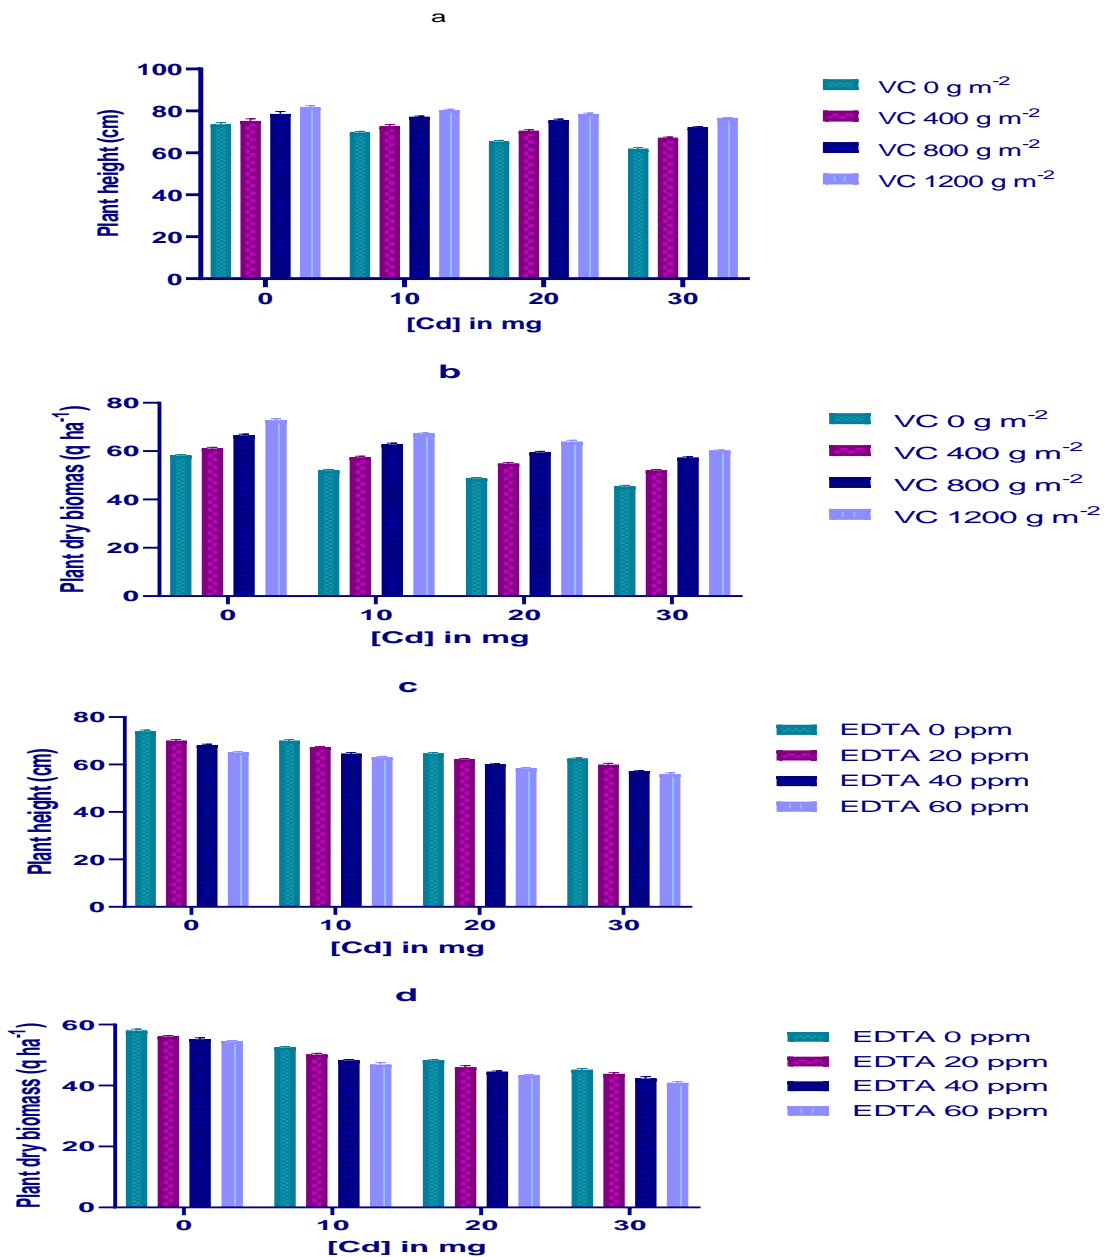 a
100
80
60
40
20
0
Plant height (cm)
0 10 20 30
[Cd] in mg
VC 0 g m⁻²
VC 400 g m⁻²
VC 800 g m⁻²
VC 1200 g m⁻²
b
80
60
40
20
0
Plant dry biomas (q ha⁻¹)
0 10 20 30
[Cd] in mg
VC 0 g m⁻²
VC 400 g m⁻²
VC 800 g m⁻²
VC 1200 g m⁻²
c
80
60
40
20
0
Plant height (cm)
0 10 20 30
[Cd] in mg
EDTA 0 ppm
EDTA 20 ppm
EDTA 40 ppm
EDTA 60 ppm
d
60
40
20
0
Plant dry biomass (q ha⁻¹)
0 10 20 30
[Cd] in mg
EDTA 0 ppm
EDTA 20 ppm
EDTA 40 ppm
EDTA 60 ppm